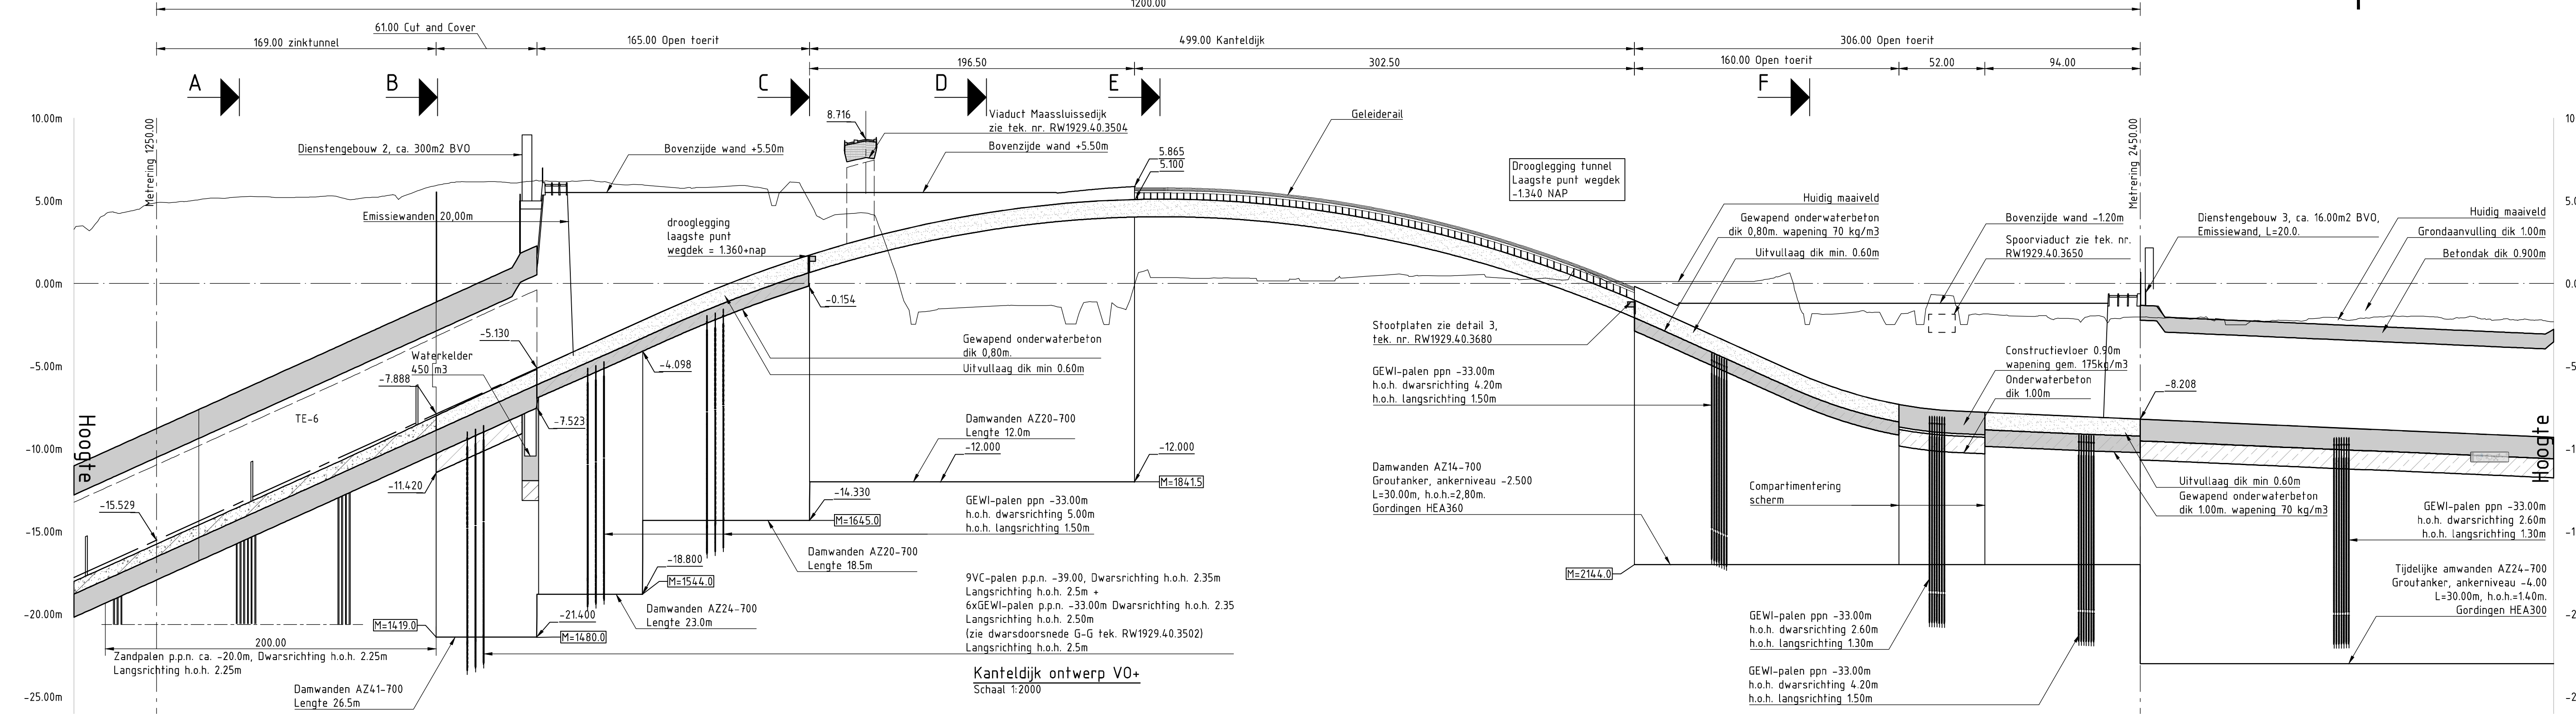 1200.00
61.00 Cut and Cover
169.00 zinktunnel
165.00 Open toerit
499.00 Kanteldijk
306.00 Open toerit
196.50
302.50
160.00 Open toerit
52.00
94.00
A
B
C
D
E
F
10.00m
5.00m
0.00m
-5.00m
-10.00m
-15.00m
-20.00m
-25.00m
Hoogte
Metrering 1250.00
Dienstengebouw 2, ca. 300m2 BVO
Bovenzijde wand +5.50m
8.716
Viaduct Maassluissedijk
zie tek. nr. RW1929.40.3504
Bovenzijde wand +5.50m
5.865
5.100
Geleiderail
Emissiewanden 20,00m
drooglegging
laagste punt
wegdek = 1.360+nap
-0.154
Drooglegging tunnel
Laagste punt wegdek
-1.340 NAP
Huidig maaiveld
Gewapend onderwaterbeton
dik 0,80m. wapening 70 kg/m3
Uitvullaag dik min. 0.60m
Bovenzijde wand -1.20m
Spoorviaduct zie tek. nr.
RW1929.40.3650
Metrering 2450.00
Dienstengebouw 3, ca. 16.00m2 BVO,
Emissiewand, L=20.0.
Huidig maaiveld
Grondaanvulling dik 1.00m
Betondak dik 0.900m
-5.130
Waterkelder
450 m3
-7.888
TE-6
-4.098
-7.523
-11.420
-15.529
Gewapend onderwaterbeton
dik 0,80m.
Uitvullaag dik min 0.60m
Stootplaten zie detail 3,
tek. nr. RW1929.40.3680
GEWI-palen ppn -33.00m
h.o.h. dwarsrichting 4.20m
h.o.h. langsrichting 1.50m
Constructievloer 0.90m
wapening gem. 175kg/m3
Onderwaterbeton
dik 1.00m
-8.208
Damwanden AZ20-700
Lengte 12.0m
-12.000
-12.000
M=1841.5
-14.330
M=1645.0
GEWI-palen ppn -33.00m
h.o.h. dwarsrichting 5.00m
h.o.h. langsrichting 1.50m
Damwanden AZ14-700
Groutanker, ankerniveau -2.500
L=30.00m, h.o.h.=2,80m.
Gordingen HEA360
Compartimentering
scherm
Uitvullaag dik min 0.60m
Gewapend onderwaterbeton
dik 1.00m. wapening 70 kg/m3
GEWI-palen ppn -33.00m
h.o.h. dwarsrichting 2.60m
h.o.h. langsrichting 1.30m
Damwanden AZ20-700
Lengte 18.5m
-18.800
M=1544.0
Damwanden AZ24-700
Lengte 23.0m
-21.400
M=1480.0
M=1419.0
9VC-palen p.p.n. -39.00, Dwarsrichting h.o.h. 2.35m
Langsrichting h.o.h. 2.5m +
6xGEWI-palen p.p.n. -33.00m Dwarsrichting h.o.h. 2.35
Langsrichting h.o.h. 2.50m
(zie dwarsdoorsnede G-G tek. RW1929.40.3502)
Langsrichting h.o.h. 2.5m
M=2144.0
Tijdelijke amwanden AZ24-700
Groutanker, ankerniveau -4.00
L=30.00m, h.o.h.=1.40m.
Gordingen HEA300
GEWI-palen ppn -33.00m
h.o.h. dwarsrichting 2.60m
h.o.h. langsrichting 1.30m
GEWI-palen ppn -33.00m
h.o.h. dwarsrichting 4.20m
h.o.h. langsrichting 1.50m
200.00
Zandpalen p.p.n. ca. -20.0m, Dwarsrichting h.o.h. 2.25m
Langsrichting h.o.h. 2.25m
Damwanden AZ41-700
Lengte 26.5m
Kanteldijk ontwerp VO+
Schaal 1:2000
Hoogte